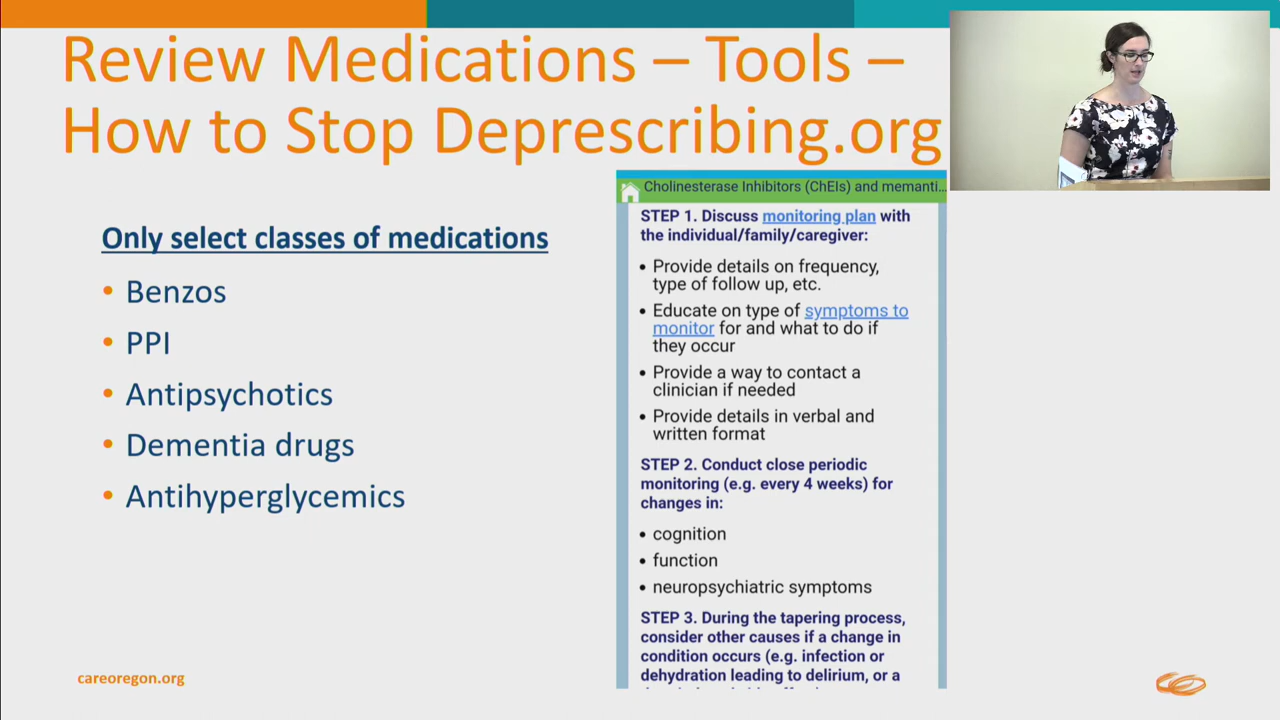 Review Medications – Tools –
How to Stop Deprescribing.org
Only select classes of medications
• Benzos
• PPI
• Antipsychotics
• Dementia drugs
• Antihyperglycemics
Cholinesterase Inhibitors (ChEIs) and memanti...
STEP 1. Discuss monitoring plan with
the individual/family/caregiver:
• Provide details on frequency,
type of follow up, etc.
• Educate on type of symptoms to
monitor for and what to do if
they occur
• Provide a way to contact a
clinician if needed
• Provide details in verbal and
written format
STEP 2. Conduct close periodic
monitoring (e.g. every 4 weeks) for
changes in:
• cognition
• function
• neuropsychiatric symptoms
STEP 3. During the tapering process,
consider other causes if a change in
condition occurs (e.g. infection or
dehydration leading to delirium, or a
careoregon.org